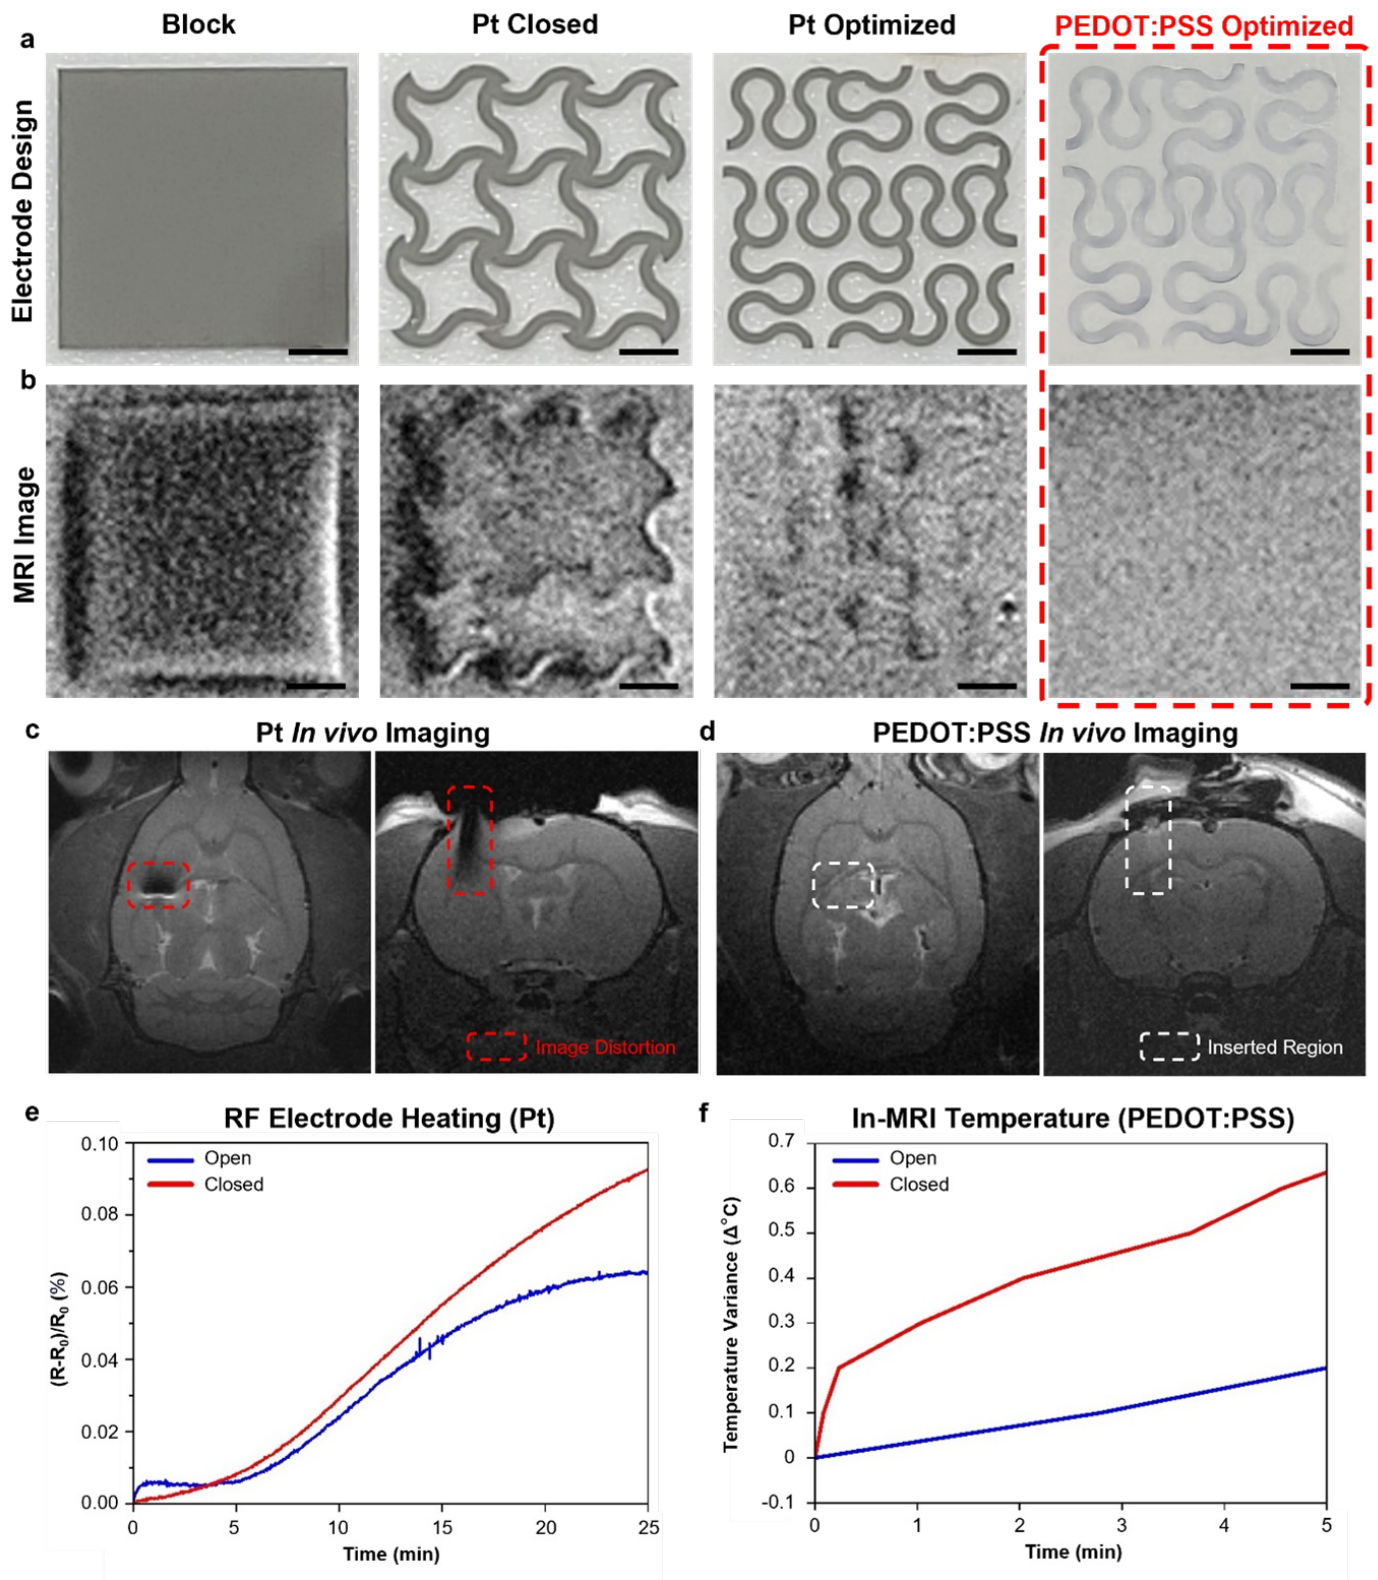 Block
Pt Closed
Pt Optimized
PEDOT:PSS Optimized
a
Electrode Design
b
MRI Image
c
Pt In vivo Imaging
Image Distortion
d
PEDOT:PSS In vivo Imaging
Inserted Region
e
RF Electrode Heating (Pt)
Open
Closed
0.10
0.08
0.06
0.04
0.02
0.00
(R-R₀)/R₀ (%)
0 5 10 15 20 25
Time (min)
f
In-MRI Temperature (PEDOT:PSS)
Open
Closed
0.7
0.6
0.5
0.4
0.3
0.2
0.1
0
-0.1
Temperature Variance (Δ°C)
0 1 2 3 4 5
Time (min)